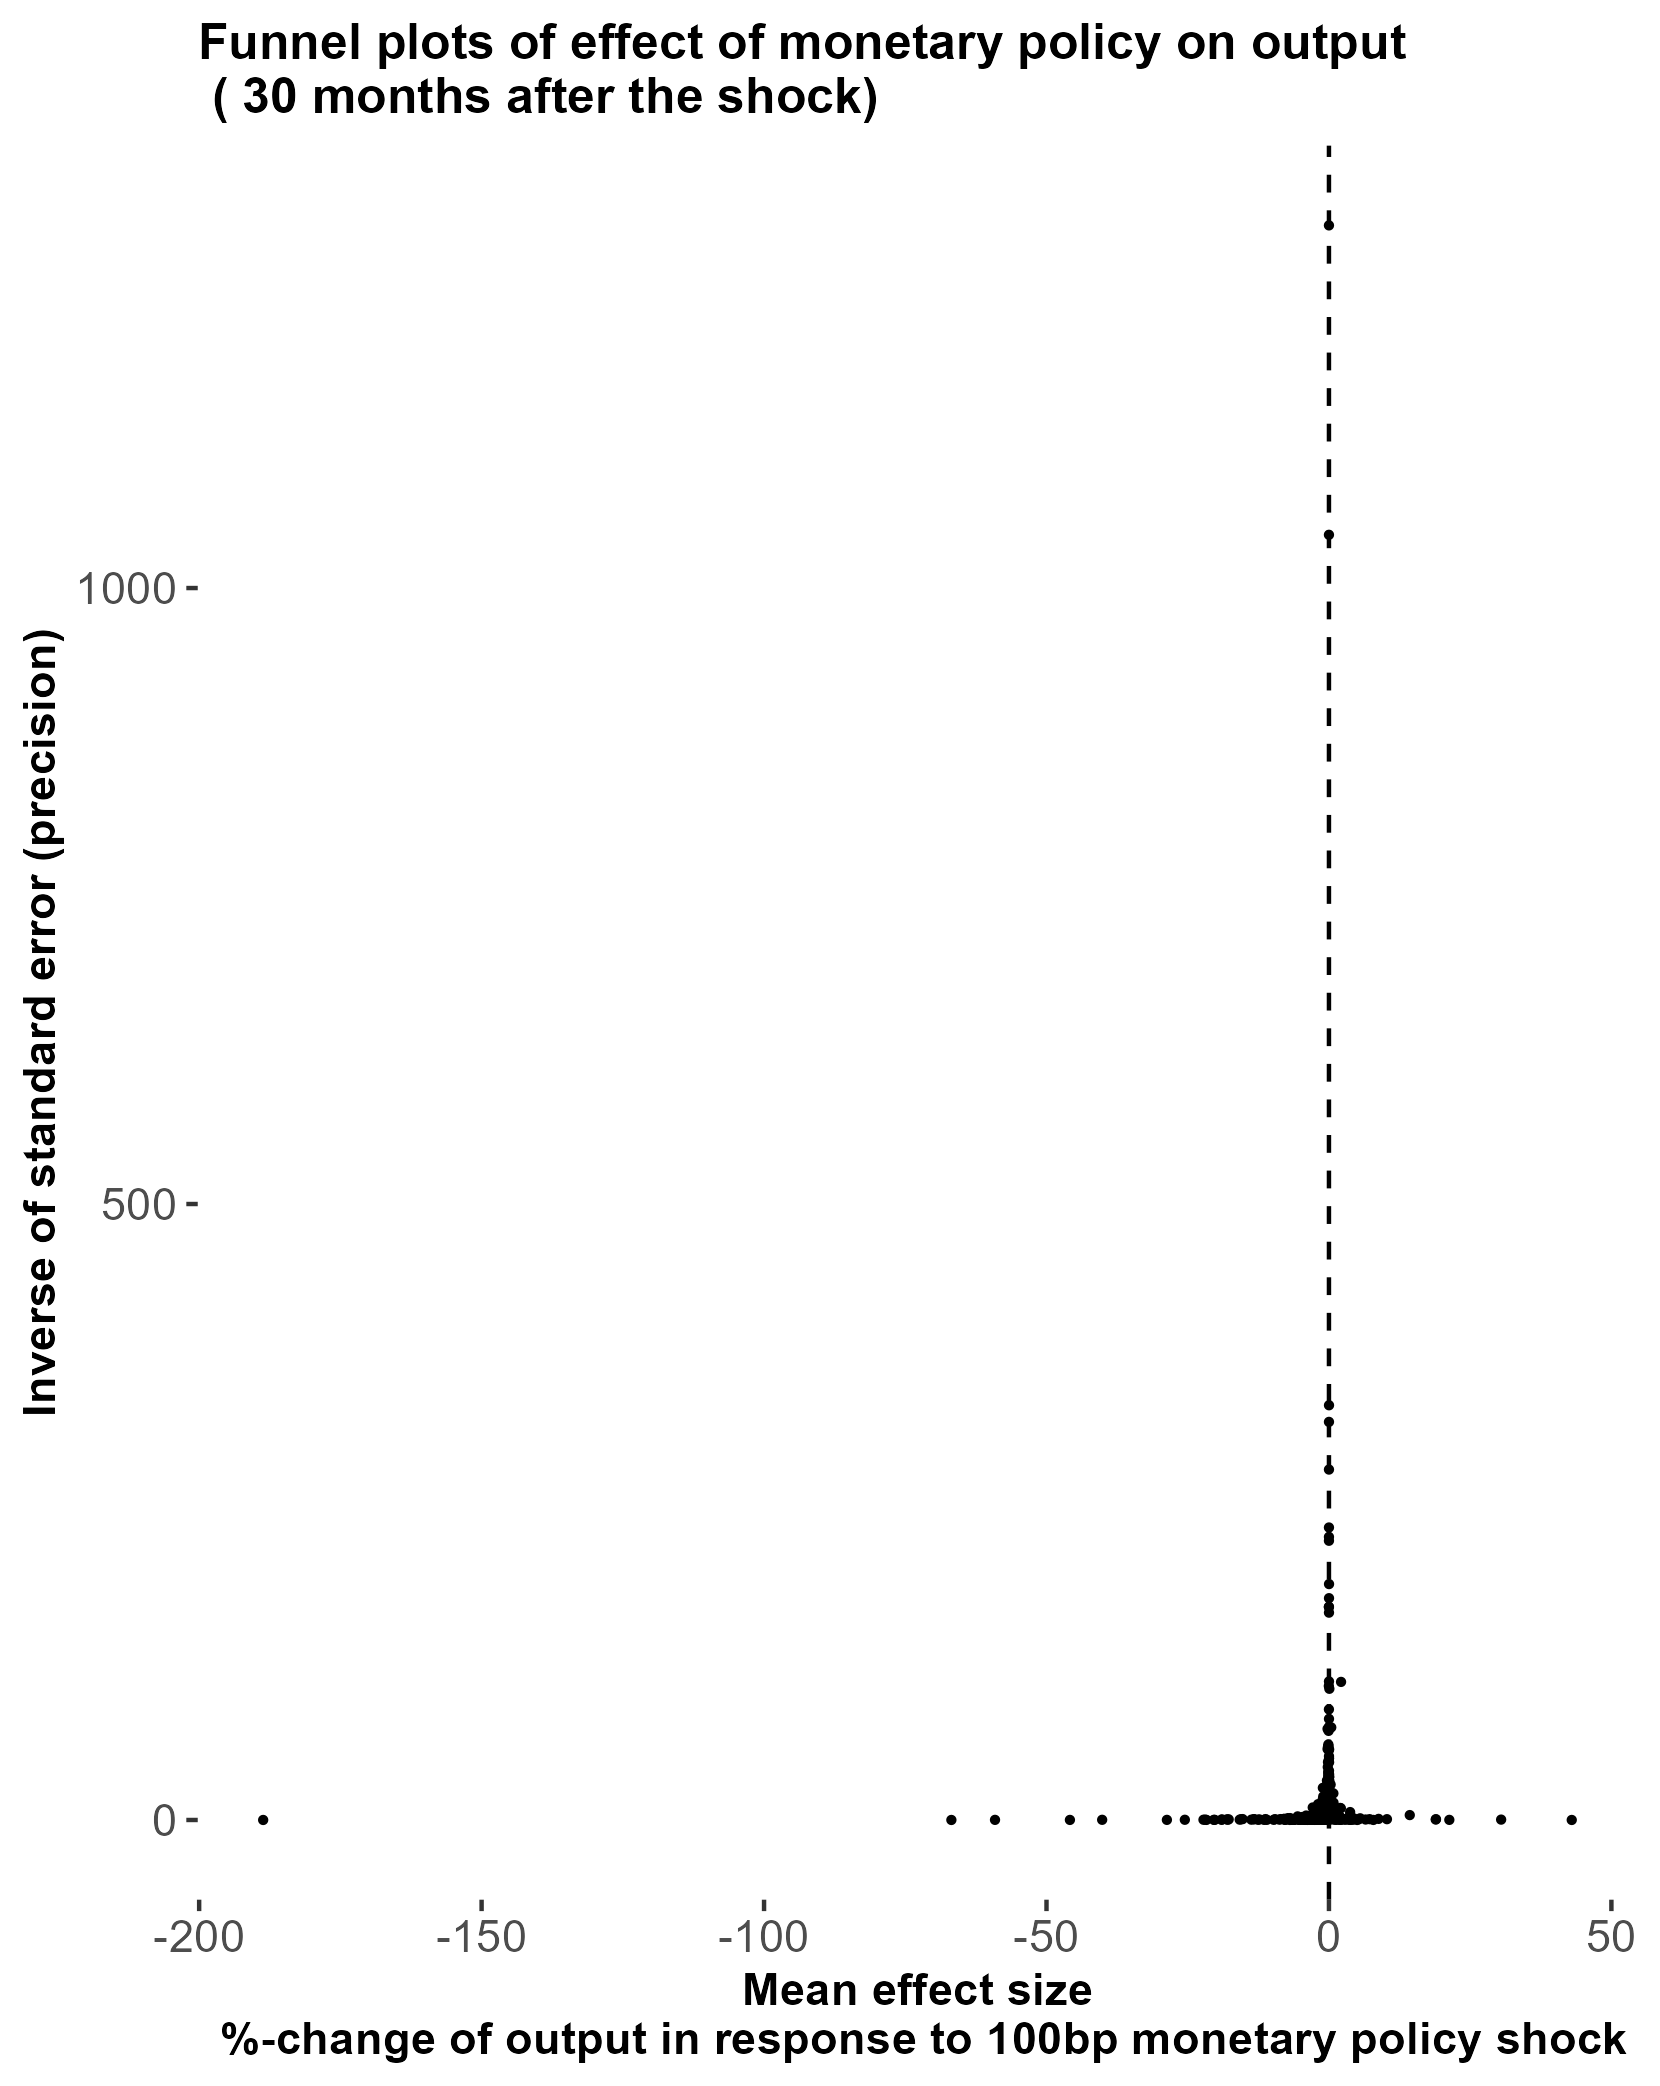 Funnel plots of effect of monetary policy on output
( 30 months after the shock)
Inverse of standard error (precision)
1000
500
0
-200
-150
-100
-50
0
50
Mean effect size
%-change of output in response to 100bp monetary policy shock